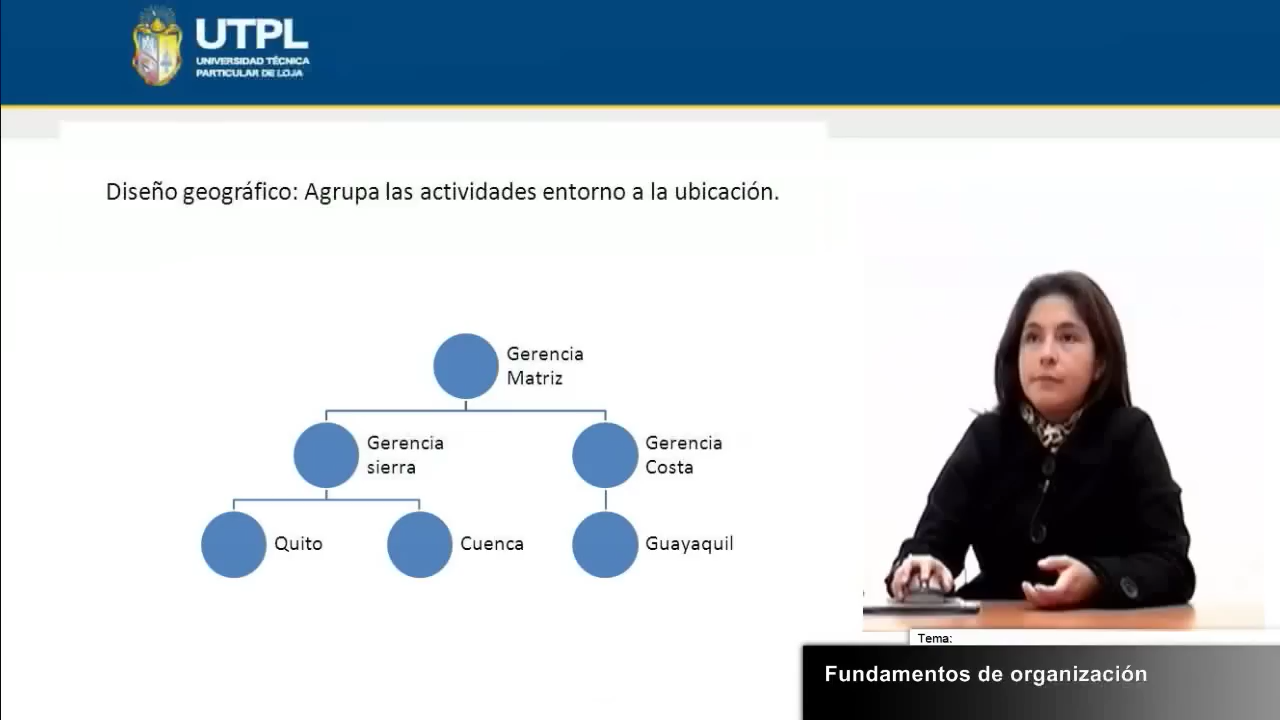 UTPL
UNIVERSIDAD TÉCNICA
PARTICULAR DE LOJA
Diseño geográfico: Agrupa las actividades entorno a la ubicación.
Gerencia
Matriz
Gerencia
sierra
Gerencia
Costa
Quito
Cuenca
Guayaquil
Tema:
Fundamentos de organización